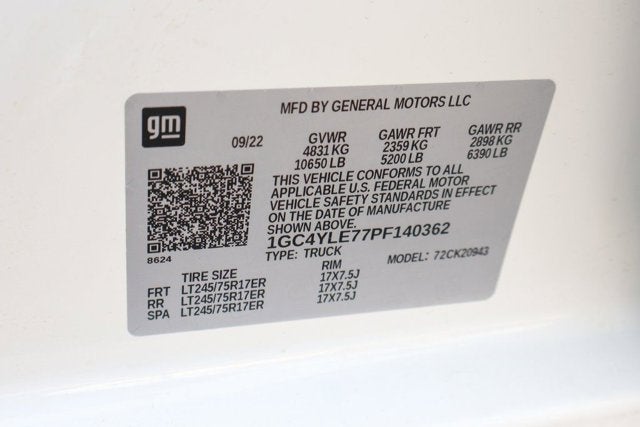 gm
MFD BY GENERAL MOTORS LLC
09/22 GVWR GAWR FRT GAWR RR
4831 KG 2359 KG 2898 KG
10650 LB 5200 LB 6390 LB
THIS VEHICLE CONFORMS TO ALL
APPLICABLE U.S. FEDERAL MOTOR
VEHICLE SAFETY STANDARDS IN EFFECT
ON THE DATE OF MANUFACTURE
SHOWN ABOVE.
1GC4YLE77PF140362
8624
TYPE: TRUCK MODEL: 72CK20943
TIRE SIZE RIM
FRT LT245/75R17ER 17X7.5J
RR LT245/75R17ER 17X7.5J
SPA LT245/75R17ER 17X7.5J